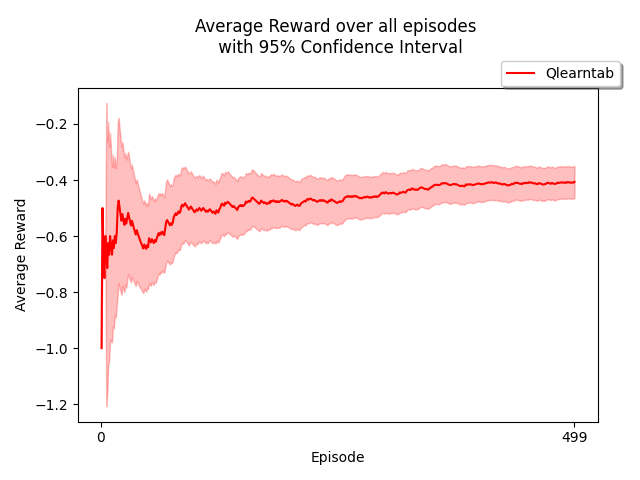 Average Reward over all episodes
with 95% Confidence Interval
Qlearntab
−0.2
−0.4
−0.6
−0.8
−1.0
−1.2
Average Reward
0
499
Episode